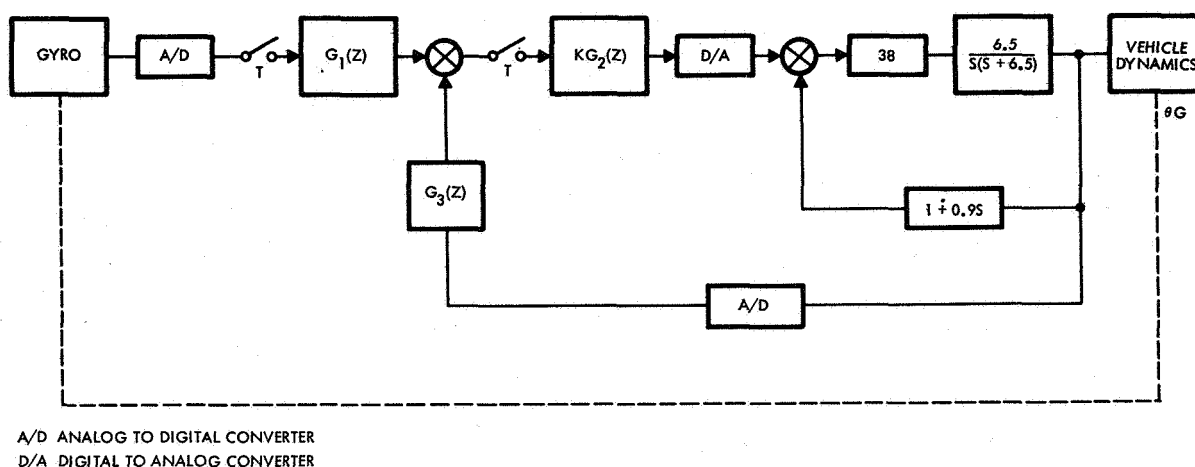 GYRO
A/D
T
G1(Z)
T
KG2(Z)
D/A
38
6.5
S(S + 6.5)
VEHICLE
DYNAMICS
θG
G3(Z)
1 + 0.9S
A/D
A/D ANALOG TO DIGITAL CONVERTER
D/A DIGITAL TO ANALOG CONVERTER